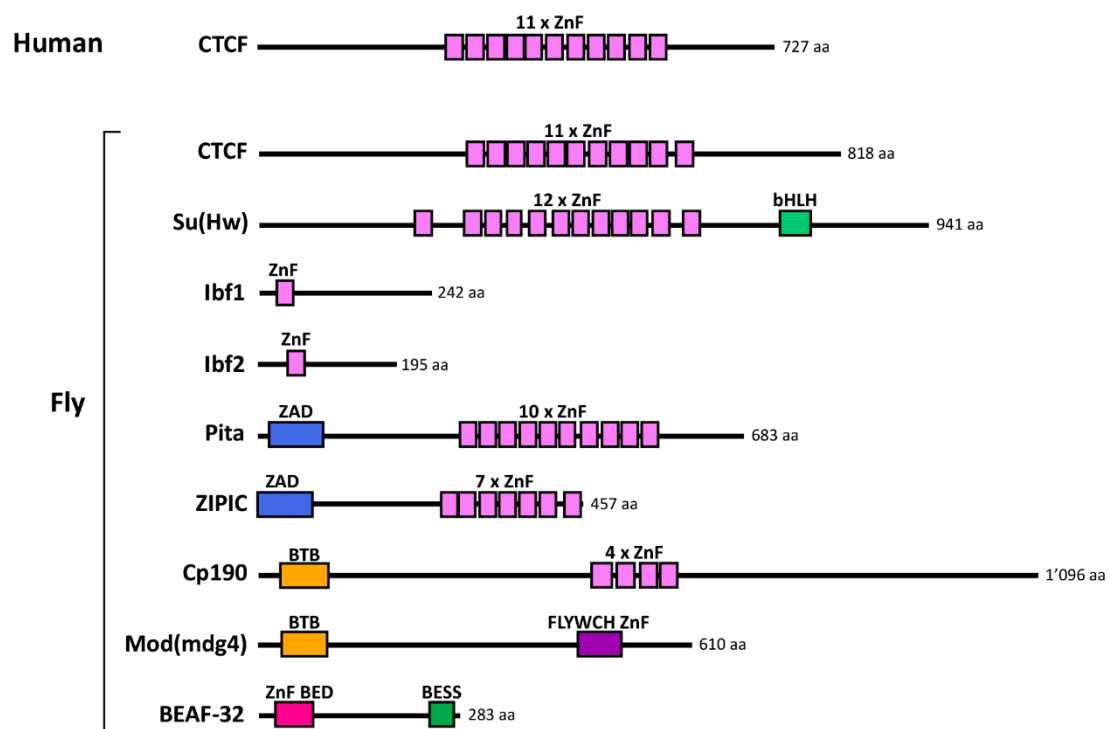 11 x ZnF
Human CTCF 727 aa
11 x ZnF
CTCF 818 aa
12 x ZnF bHLH
Su(Hw) 941 aa
ZnF
Ibf1 242 aa
ZnF
Ibf2 195 aa
Fly
ZAD 10 x ZnF
Pita 683 aa
ZAD 7 x ZnF
ZIPIC 457 aa
BTB 4 x ZnF
Cp190 1’096 aa
BTB FLYWCH ZnF
Mod(mdg4) 610 aa
ZnF BED BESS
BEAF-32 283 aa